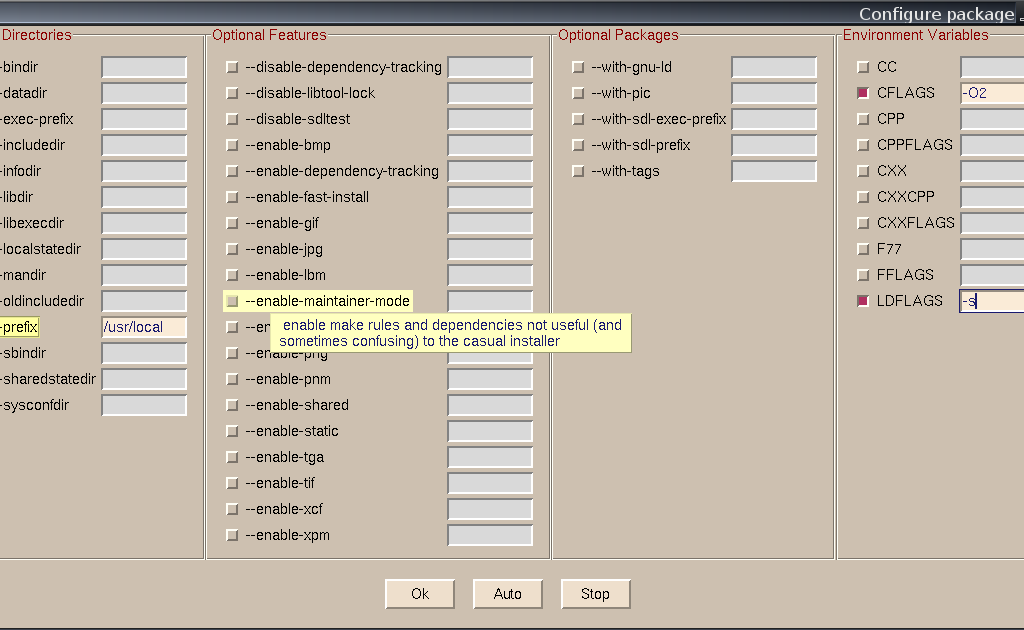 Configure package
Directories
-bindir
-datadir
-exec-prefix
-includedir
-infodir
-libdir
-libexecdir
-localstatedir
-mandir
-oldincludedir
-prefix /usr/local
-sbindir
-sharedstatedir
-sysconfdir
Optional Features
--disable-dependency-tracking
--disable-libtool-lock
--disable-sdltest
--enable-bmp
--enable-dependency-tracking
--enable-fast-install
--enable-gif
--enable-jpg
--enable-lbm
--enable-maintainer-mode
enable make rules and dependencies not useful (and
sometimes confusing) to the casual installer
--enable-png
--enable-pnm
--enable-shared
--enable-static
--enable-tga
--enable-tif
--enable-xcf
--enable-xpm
Optional Packages
--with-gnu-ld
--with-pic
--with-sdl-exec-prefix
--with-sdl-prefix
--with-tags
Environment Variables
CC
CFLAGS -O2
CPP
CPPFLAGS
CXX
CXXCPP
CXXFLAGS
F77
FFLAGS
LDFLAGS -s
Ok Auto Stop